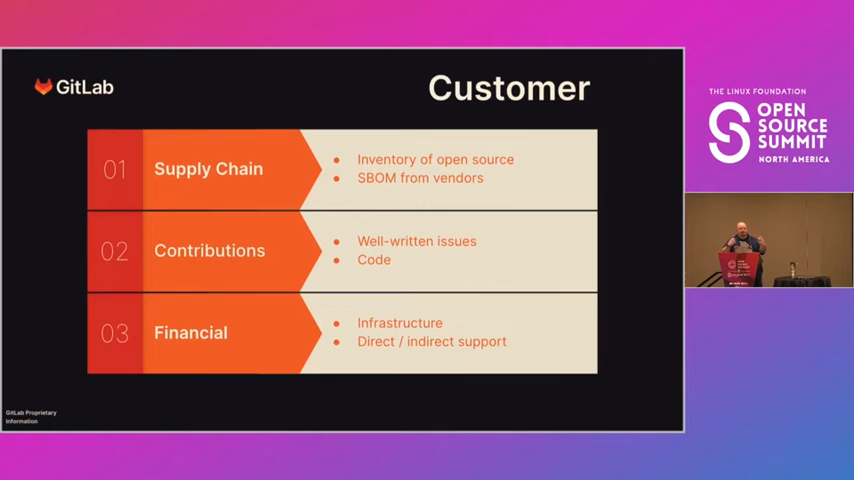 GitLab
Customer
01
Supply Chain
● Inventory of open source
● SBOM from vendors
02
Contributions
● Well-written issues
● Code
03
Financial
● Infrastructure
● Direct / indirect support
GitLab Proprietary
Information
THE LINUX FOUNDATION
OPEN
SOURCE
SUMMIT
NORTH AMERICA